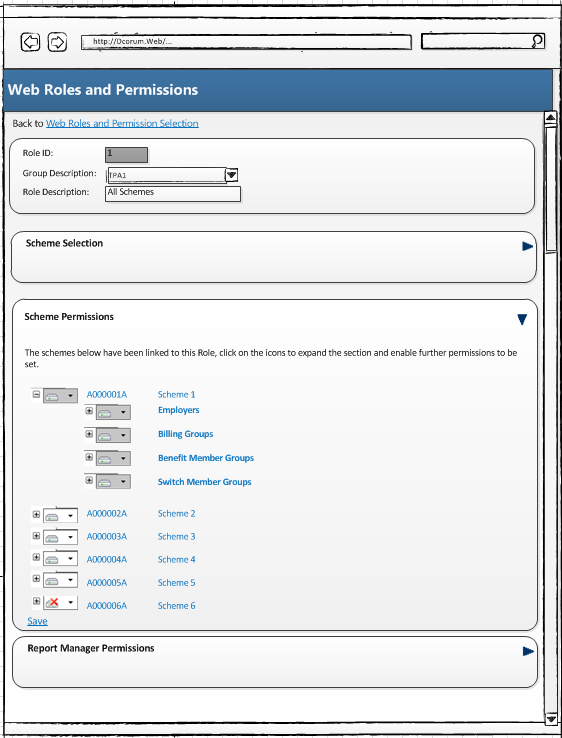 http://Ocorum.Web/...
Web Roles and Permissions
Back to Web Roles and Permission Selection
Role ID: 1
Group Description: TPA1
Role Description: All Schemes
Scheme Selection
Scheme Permissions
The schemes below have been linked to this Role, click on the icons to expand the section and enable further permissions to be
set.
A000001A Scheme 1
Employers
Billing Groups
Benefit Member Groups
Switch Member Groups
A000002A Scheme 2
A000003A Scheme 3
A000004A Scheme 4
A000005A Scheme 5
A000006A Scheme 6
Save
Report Manager Permissions